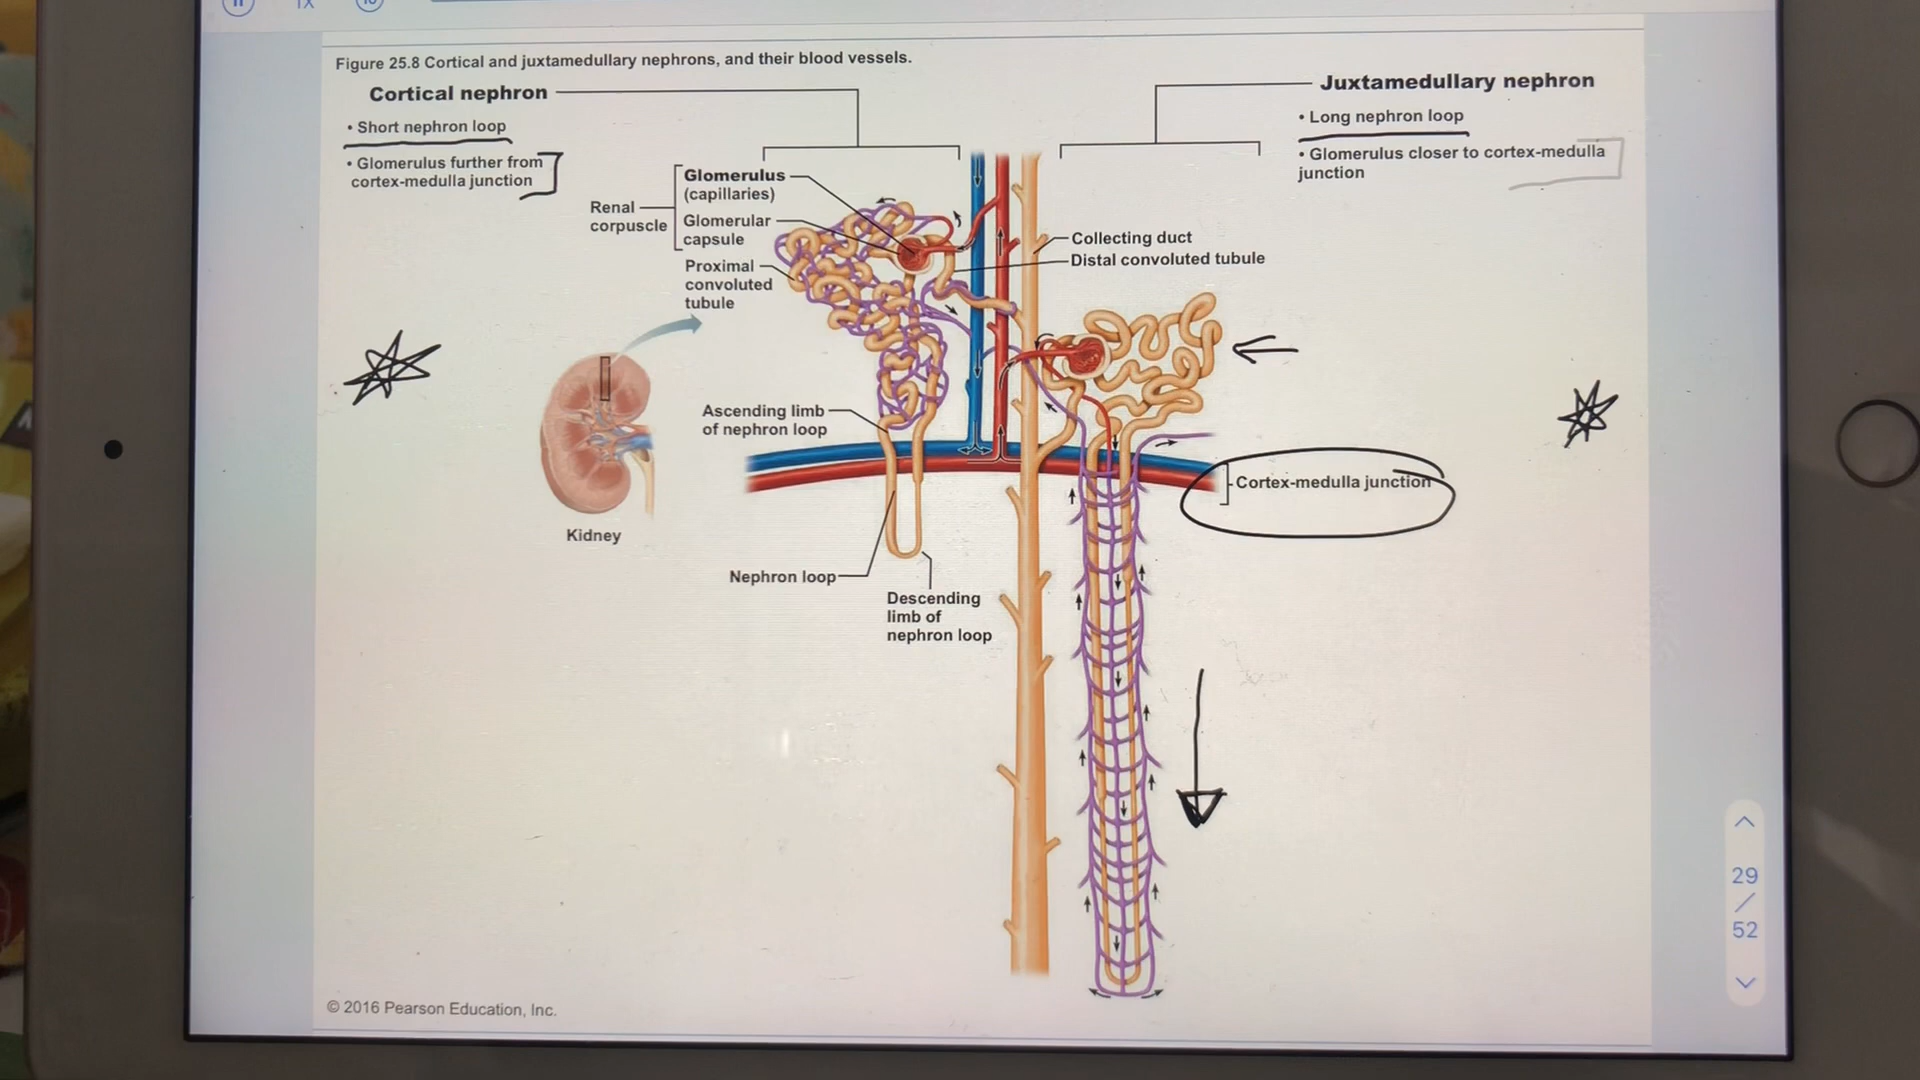 1X
Figure 25.8 Cortical and juxtamedullary nephrons, and their blood vessels.
Cortical nephron
• Short nephron loop
• Glomerulus further from
cortex-medulla junction
Juxtamedullary nephron
• Long nephron loop
• Glomerulus closer to cortex-medulla
junction
Renal
corpuscle
Glomerulus
(capillaries)
Glomerular
capsule
Proximal
convoluted
tubule
Collecting duct
Distal convoluted tubule
Ascending limb
of nephron loop
Cortex-medulla junction
Kidney
Nephron loop
Descending
limb of
nephron loop
29
/
52
© 2016 Pearson Education, Inc.